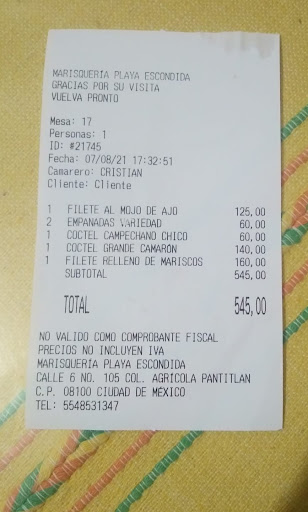 MARISQUERIA PLAYA ESCONDIDA
GRACIAS POR SU VISITA
VUELVA PRONTO
Mesa: 17
Personas: 1
ID: #21745
Fecha: 07/08/21 17:32:51
Camarero: CRISTIAN
Cliente: Cliente
1 FILETE AL MOJO DE AJO 125,00
2 EMPANADAS VARIEDAD 60,00
1 COCTEL CAMPECHANO CHICO 60,00
1 COCTEL GRANDE CAMARON 140,00
1 FILETE RELLENO DE MARISCOS 160,00
SUBTOTAL 545,00
TOTAL 545,00
NO VALIDO COMO COMPROBANTE FISCAL
PRECIOS NO INCLUYEN IVA
MARISQUERIA PLAYA ESCONDIDA
CALLE 6 NO. 105 COL. AGRICOLA PANTITLAN
C.P. 08100 CIUDAD DE MÉXICO
TEL: 5548531347